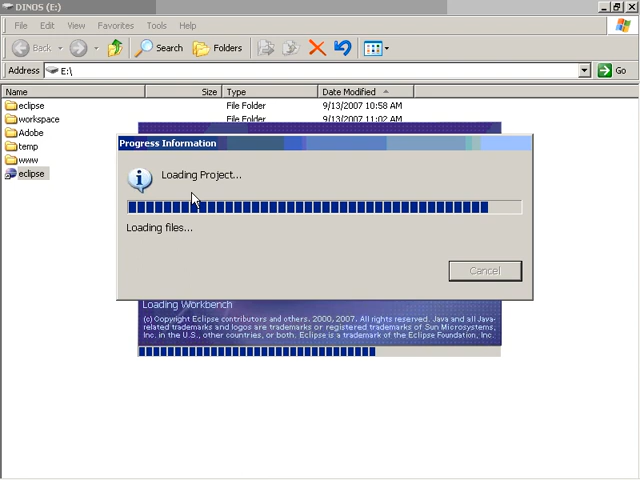 DINOS (E:)
File Edit View Favorites Tools Help
Back Search Folders
Address E:\ Go
Name Size Type Date Modified
eclipse File Folder 9/13/2007 10:58 AM
workspace File Folder 9/13/2007 11:02 AM
Adobe
temp
www
eclipse
Progress Information
Loading Project...
Loading files...
Cancel
Loading Workbench
(c) Copyright Eclipse contributors and others. 2000, 2007. All rights reserved. Java and all Java-
related trademarks and logos are trademarks or registered trademarks of Sun Microsystems,
Inc. in the U.S., other countries, or both. Eclipse is a trademark of the Eclipse Foundation, Inc.